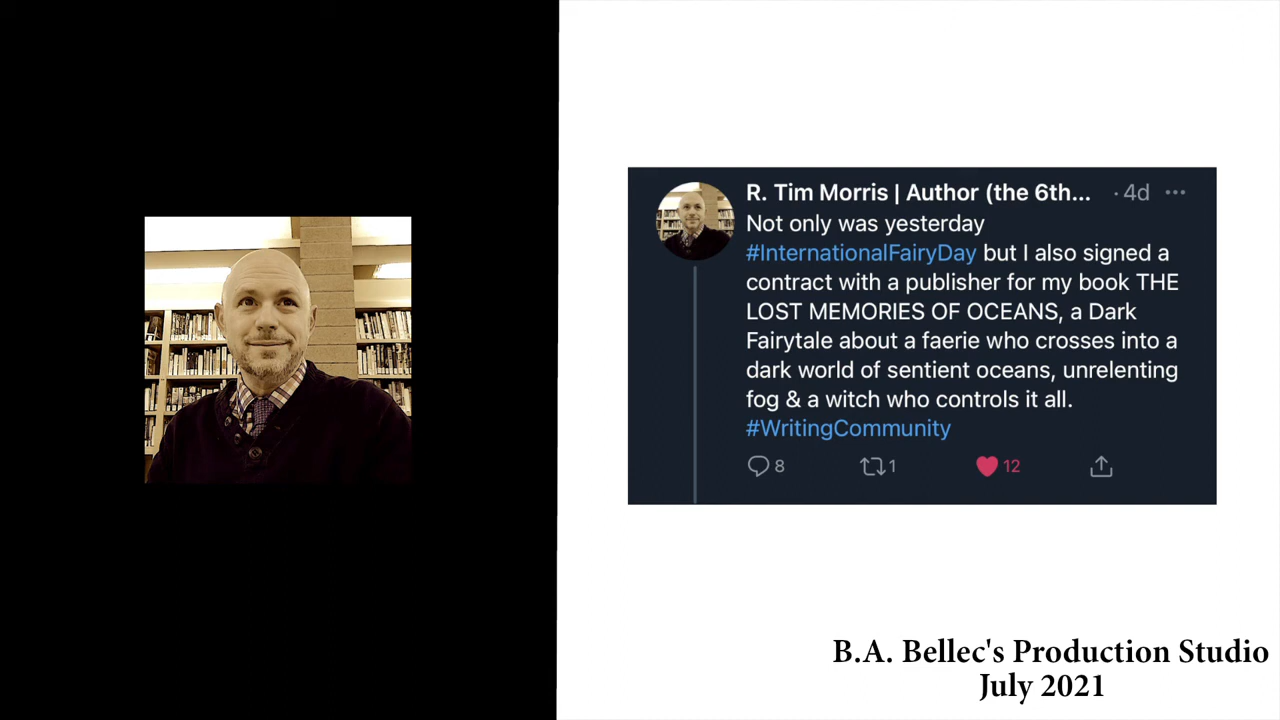 R. Tim Morris | Author (the 6th... · 4d ···
Not only was yesterday
#InternationalFairyDay but I also signed a
contract with a publisher for my book THE
LOST MEMORIES OF OCEANS, a Dark
Fairytale about a faerie who crosses into a
dark world of sentient oceans, unrelenting
fog & a witch who controls it all.
#WritingCommunity
8 1 12
B.A. Bellec's Production Studio
July 2021